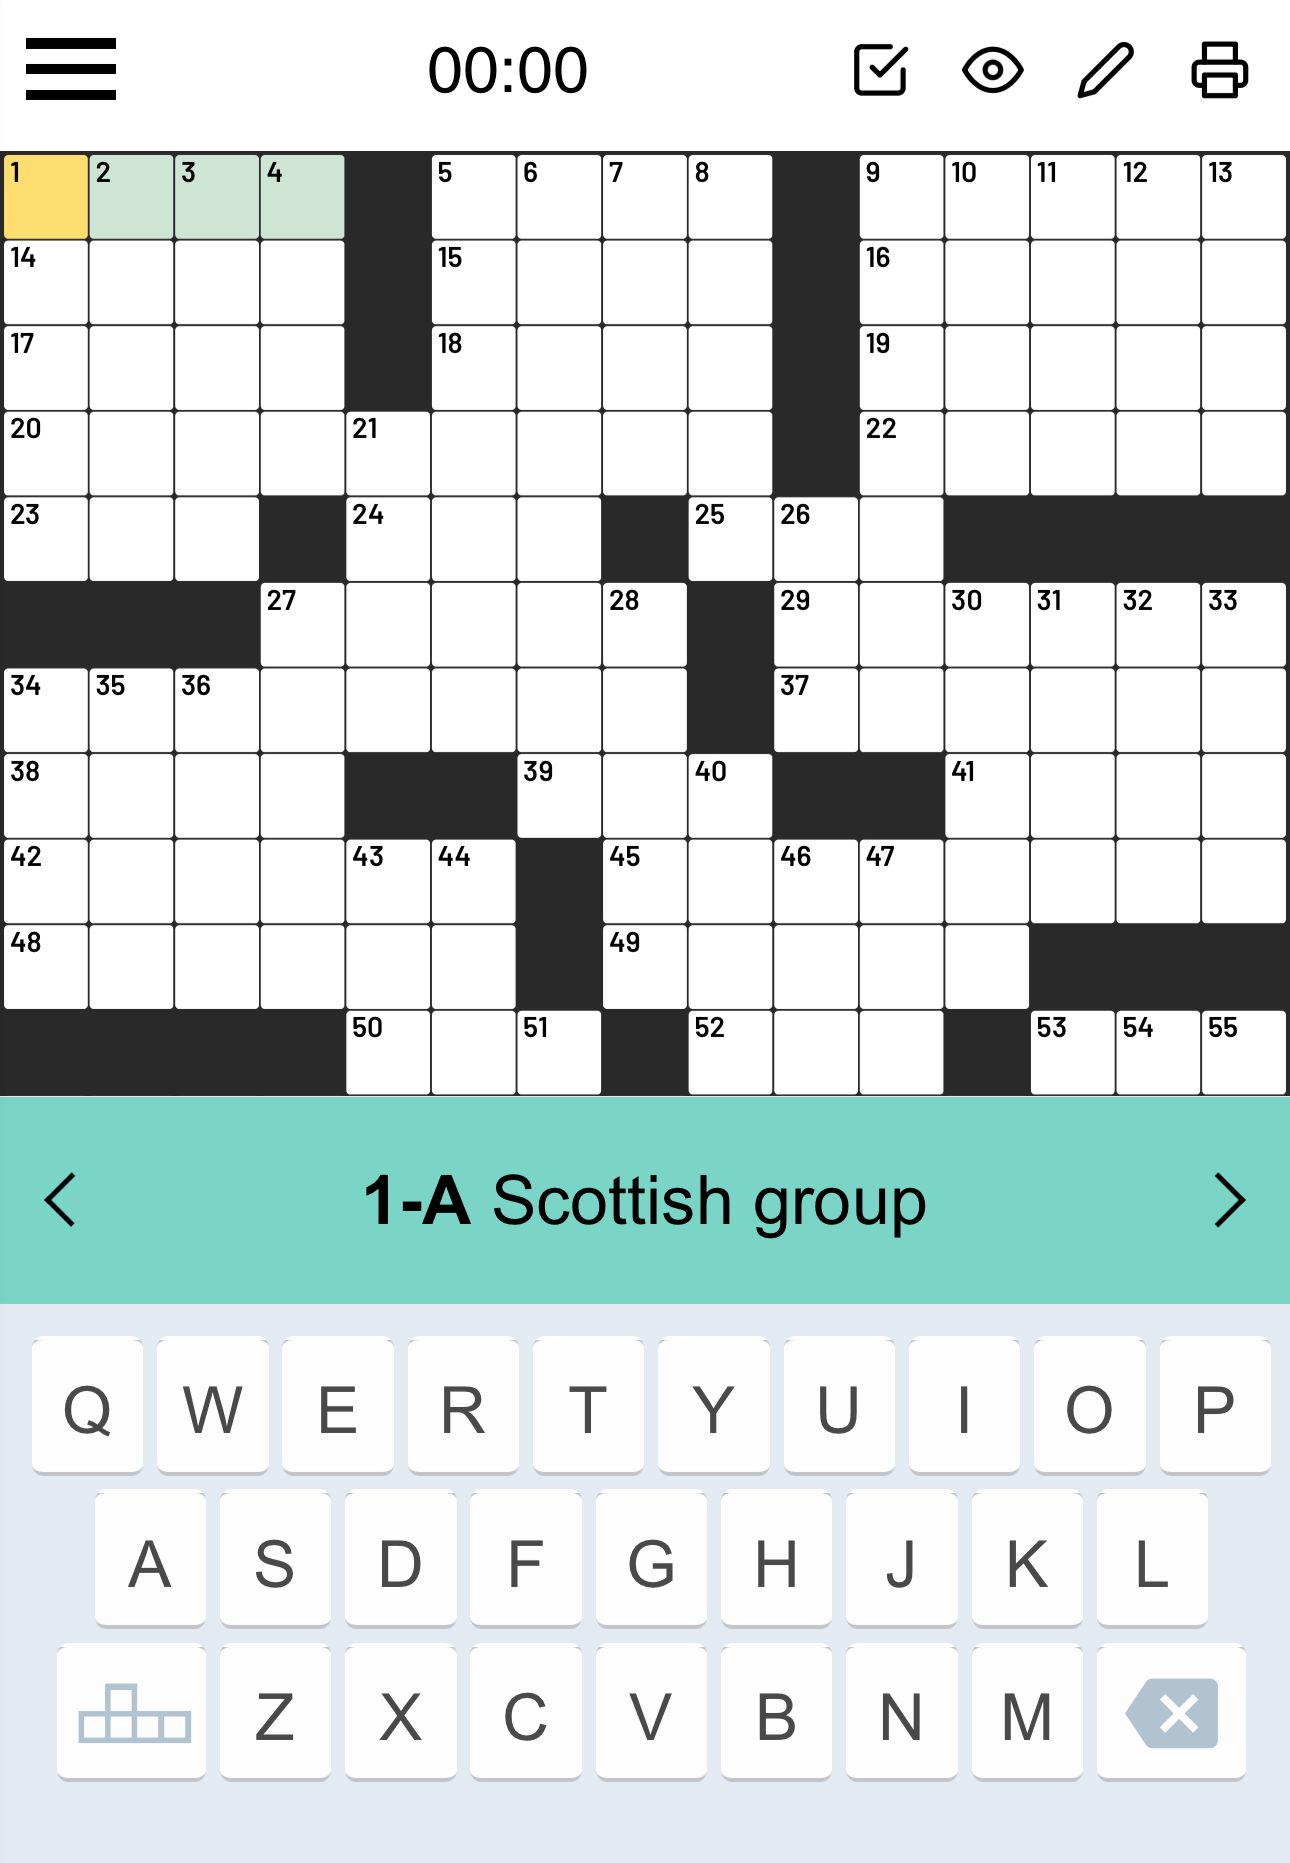 00:00
1 2 3 4 5 6 7 8 9 10 11 12 13
14 15 16
17 18 19
20 21 22
23 24 25 26
27 28 29 30 31 32 33
34 35 36 37
38 39 40 41
42 43 44 45 46 47
48 49
50 51 52 53 54 55
1-A Scottish group
Q W E R T Y U I O P
A S D F G H J K L
Z X C V B N M